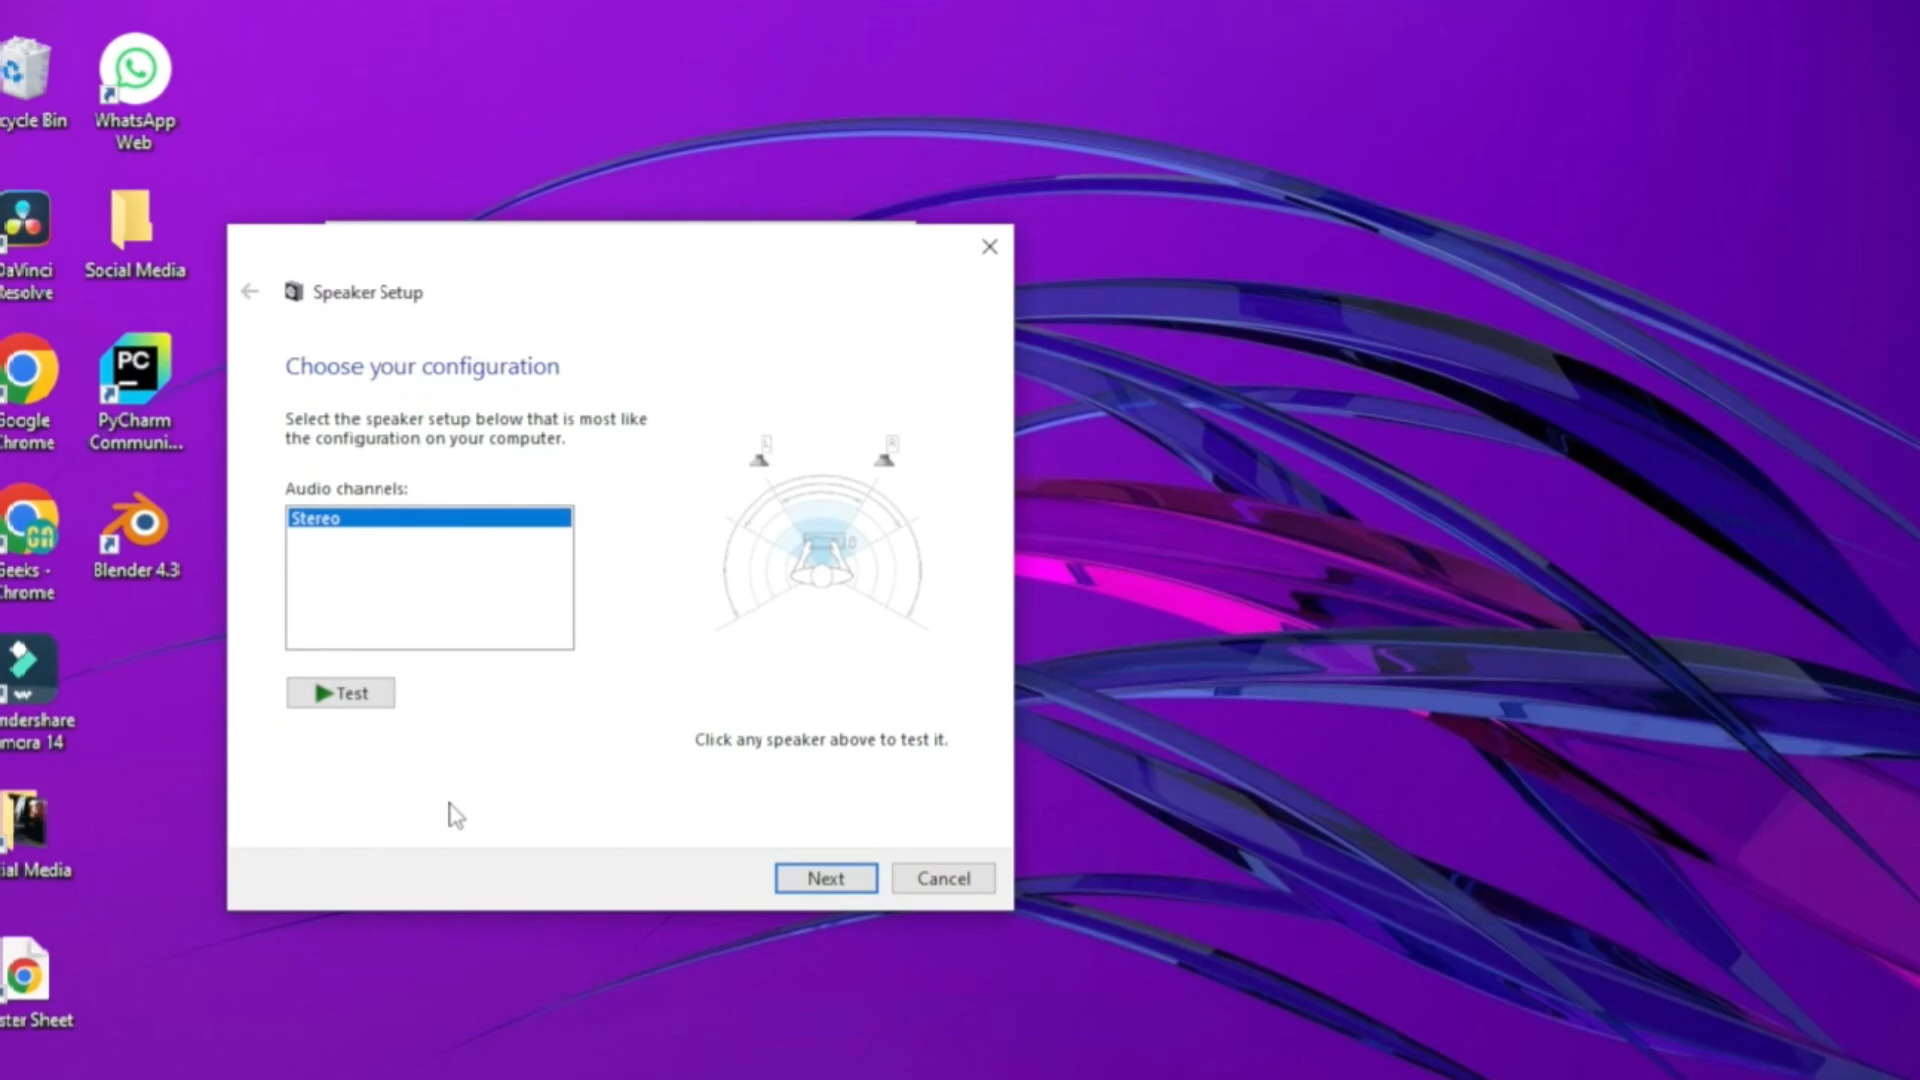 cycle Bin
WhatsApp
Web
DaVinci
Resolve
Social Media
Google
Chrome
PC
PyCharm
Communi...
Geeks -
Chrome
Blender 4.3
ndershare
mora 14
ial Media
ster Sheet
Speaker Setup
Choose your configuration
Select the speaker setup below that is most like
the configuration on your computer.
Audio channels:
Stereo
L
R
Test
Click any speaker above to test it.
Next
Cancel